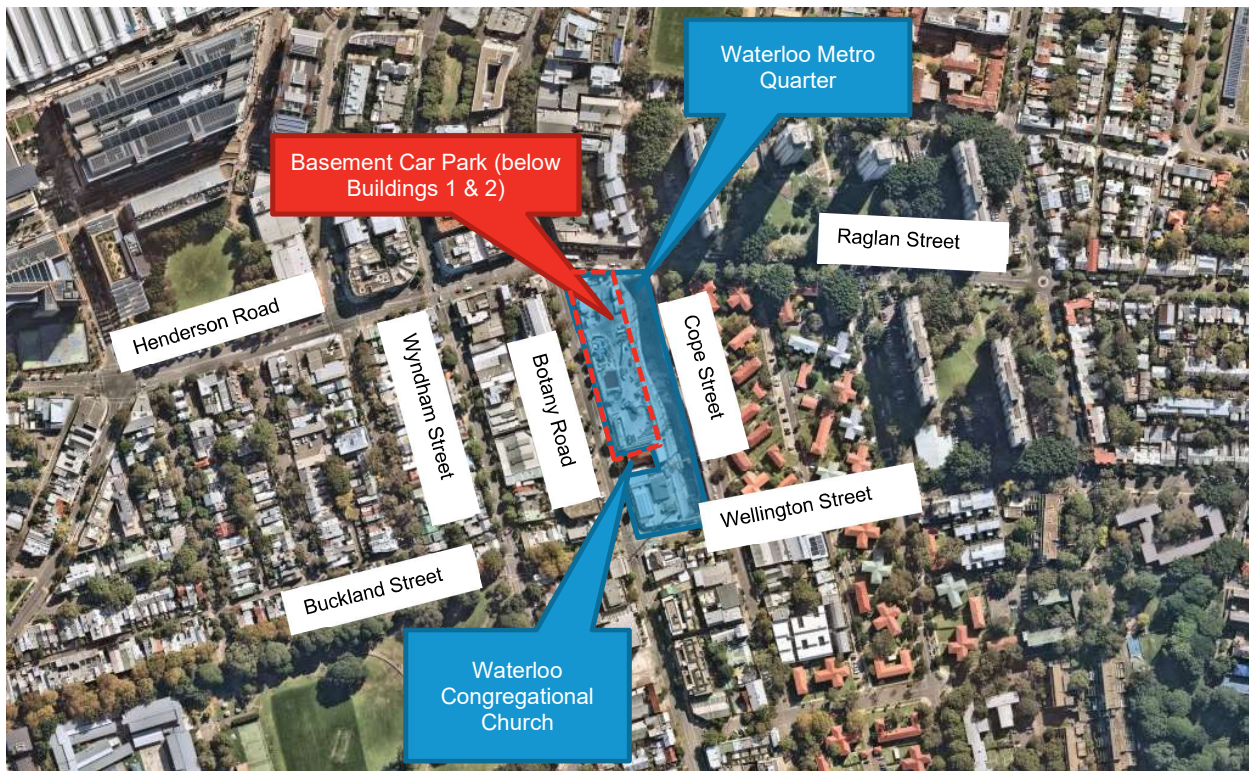 Waterloo Metro
Quarter
Basement Car Park (below
Buildings 1 & 2)
Raglan Street
Henderson Road
Wyndham Street
Botany Road
Cope Street
Wellington Street
Buckland Street
Waterloo
Congregational
Church